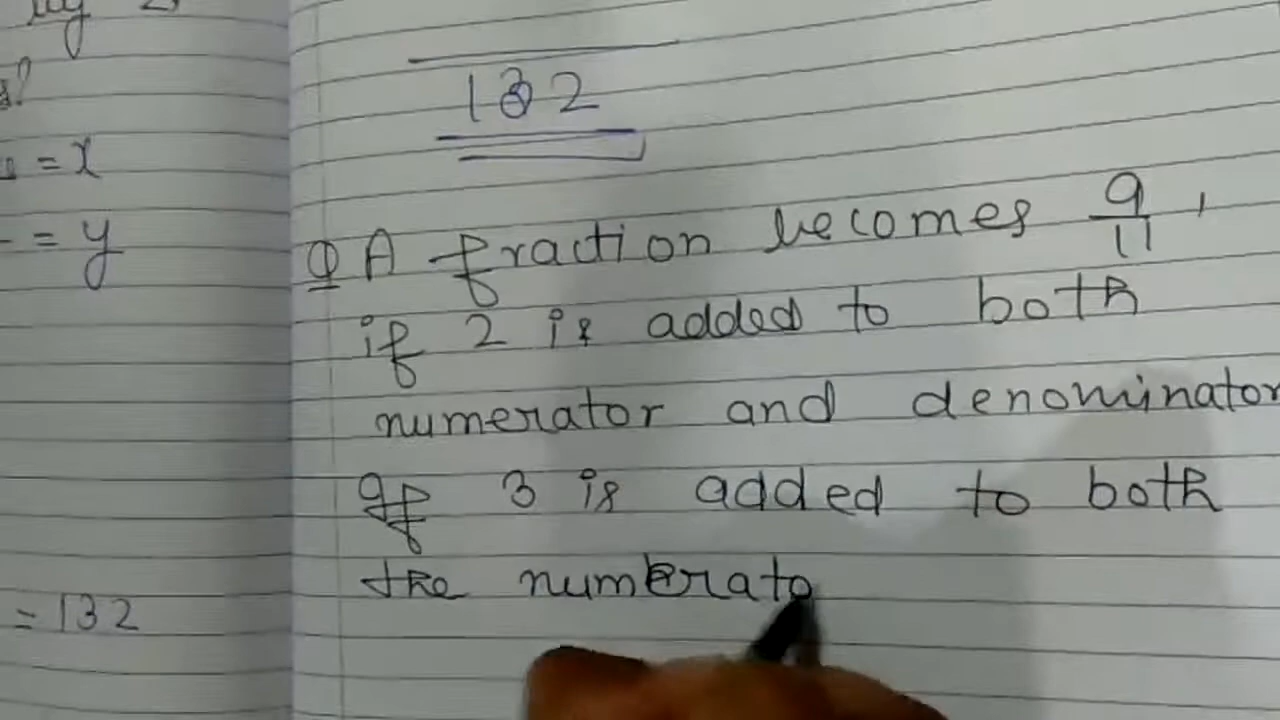 s?
= x
= y
= 132
132
Q A fraction becomes 9/11,
if 2 is added to both
numerator and denominator
If 3 is added to both
the numerato